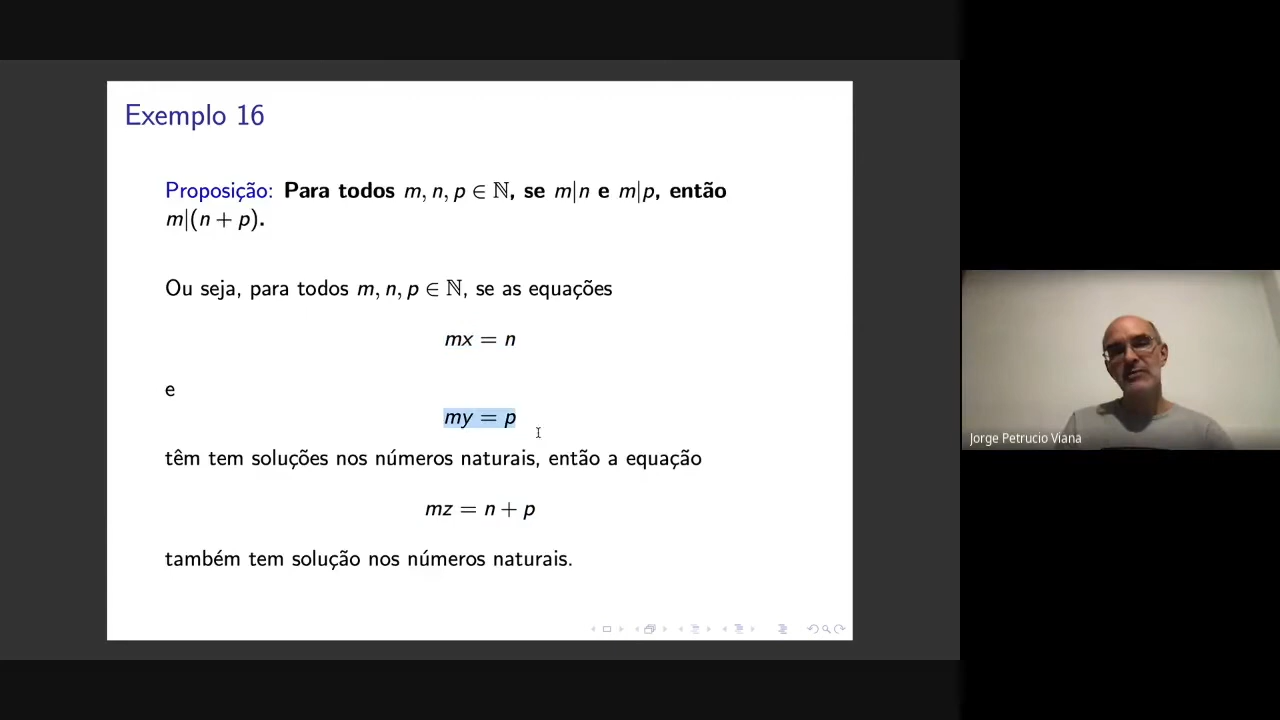 Exemplo 16
Proposição: Para todos m, n, p ∈ ℕ, se m|n e m|p, então
m|(n + p).
Ou seja, para todos m, n, p ∈ ℕ, se as equações
mx = n
e
my = p
têm tem soluções nos números naturais, então a equação
mz = n + p
também tem solução nos números naturais.
Jorge Petrucio Viana